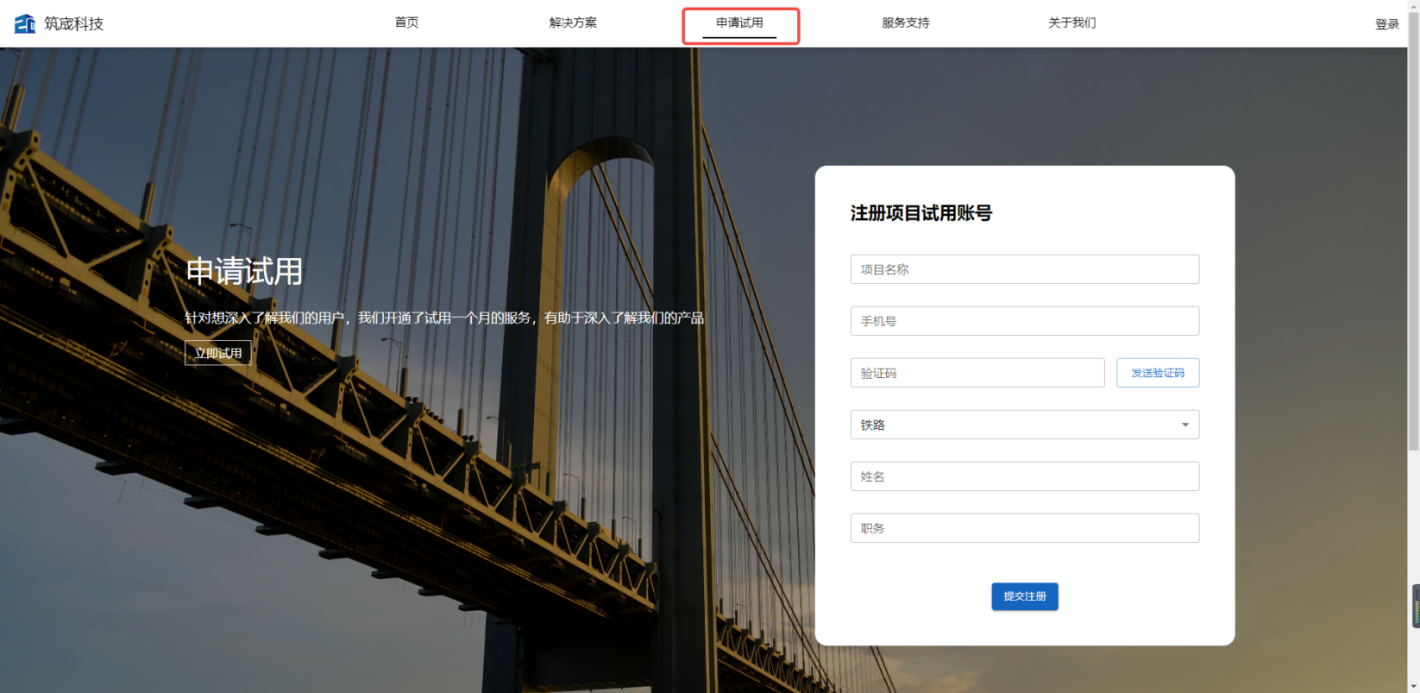 筑宬科技
首页
解决方案
申请试用
服务支持
关于我们
登录
申请试用
针对想深入了解我们的用户，我们开通了试用一个月的服务，有助于深入了解我们的产品
立即试用
注册项目试用账号
项目名称
手机号
验证码
发送验证码
铁路
姓名
职务
提交注册